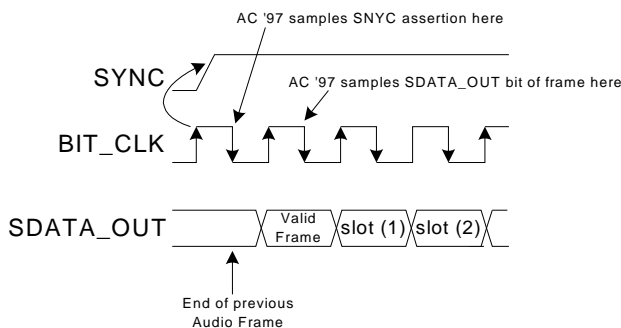 AC '97 samples SNYC assertion here
SYNC
AC '97 samples SDATA_OUT bit of frame here
BIT_CLK
SDATA_OUT
Valid
Frame
slot (1)
slot (2)
End of previous
Audio Frame